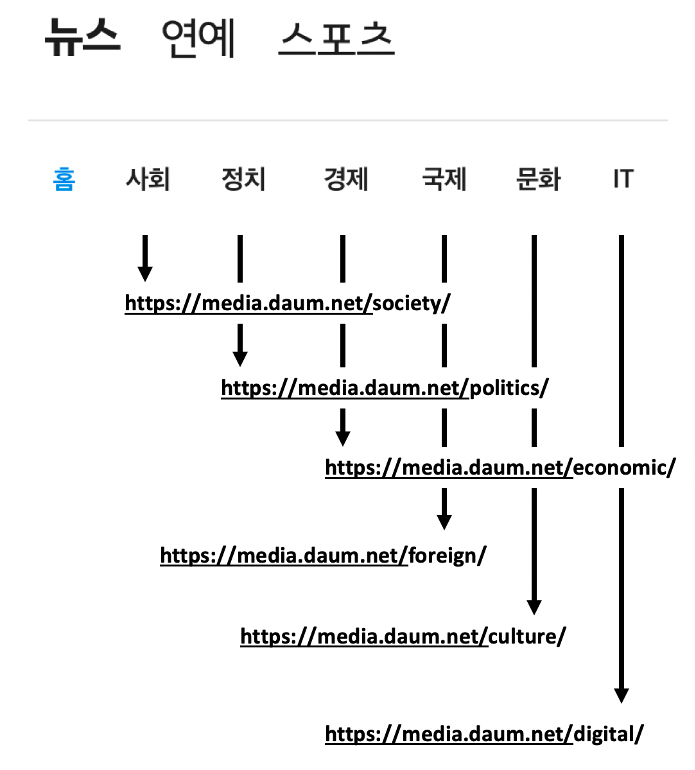 뉴스 연예 스포츠
홈 사회 정치 경제 국제 문화 IT
https://media.daum.net/society/
https://media.daum.net/politics/
https://media.daum.net/economic/
https://media.daum.net/foreign/
https://media.daum.net/culture/
https://media.daum.net/digital/